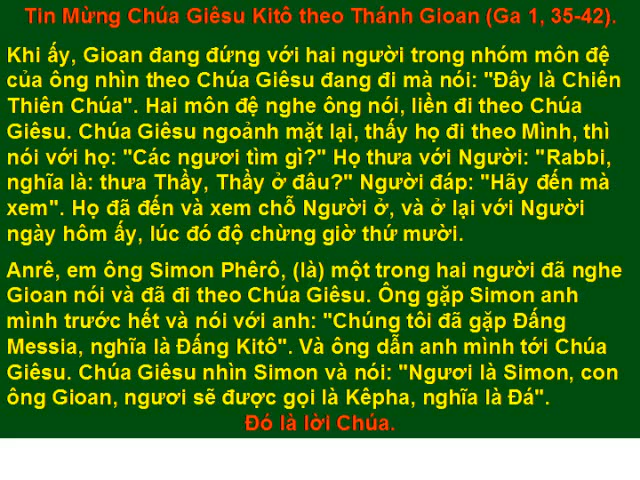 Tin Mừng Chúa Giêsu Kitô theo Thánh Gioan (Ga 1, 35-42).
Khi ấy, Gioan đang đứng với hai người trong nhóm môn đệ
của ông nhìn theo Chúa Giêsu đang đi mà nói: "Đây là Chiên
Thiên Chúa". Hai môn đệ nghe ông nói, liền đi theo Chúa
Giêsu. Chúa Giêsu ngoảnh mặt lại, thấy họ đi theo Mình, thì
nói với họ: "Các ngươi tìm gì?" Họ thưa với Người: "Rabbi,
nghĩa là: thưa Thầy, Thầy ở đâu?" Người đáp: "Hãy đến mà
xem". Họ đã đến và xem chỗ Người ở, và ở lại với Người
ngày hôm ấy, lúc đó độ chừng giờ thứ mười.
Anrê, em ông Simon Phêrô, (là) một trong hai người đã nghe
Gioan nói và đã đi theo Chúa Giêsu. Ông gặp Simon anh
mình trước hết và nói với anh: "Chúng tôi đã gặp Đấng
Messia, nghĩa là Đấng Kitô". Và ông dẫn anh mình tới Chúa
Giêsu. Chúa Giêsu nhìn Simon và nói: "Ngươi là Simon, con
ông Gioan, ngươi sẽ được gọi là Kêpha, nghĩa là Đá".
Đó là lời Chúa.